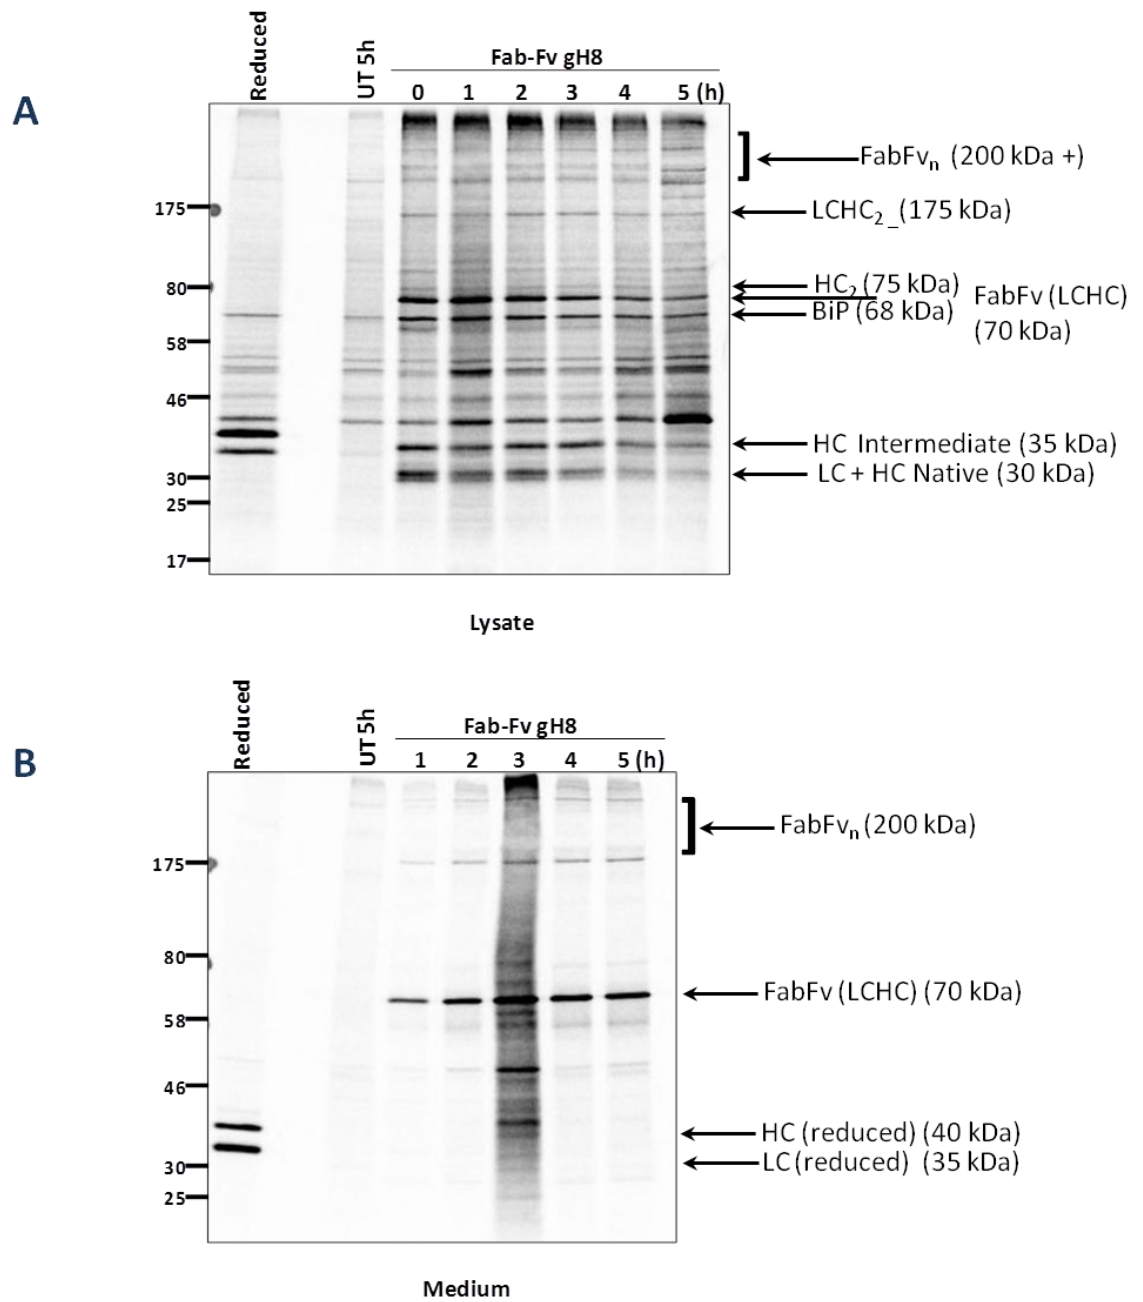 Reduced
UT 5h
Fab-Fv gH8
A
0 1 2 3 4 5 (h)
FabFvn (200 kDa +)
175
LCHC2_(175 kDa)
80
HC2 (75 kDa)
FabFv (LCHC)
(70 kDa)
BiP (68 kDa)
58
46
HC Intermediate (35 kDa)
30
LC + HC Native (30 kDa)
25
17
Lysate
Reduced
UT 5h
Fab-Fv gH8
B
1 2 3 4 5 (h)
FabFvn (200 kDa)
175
80
FabFv (LCHC) (70 kDa)
58
46
HC (reduced) (40 kDa)
30
LC (reduced) (35 kDa)
25
Medium